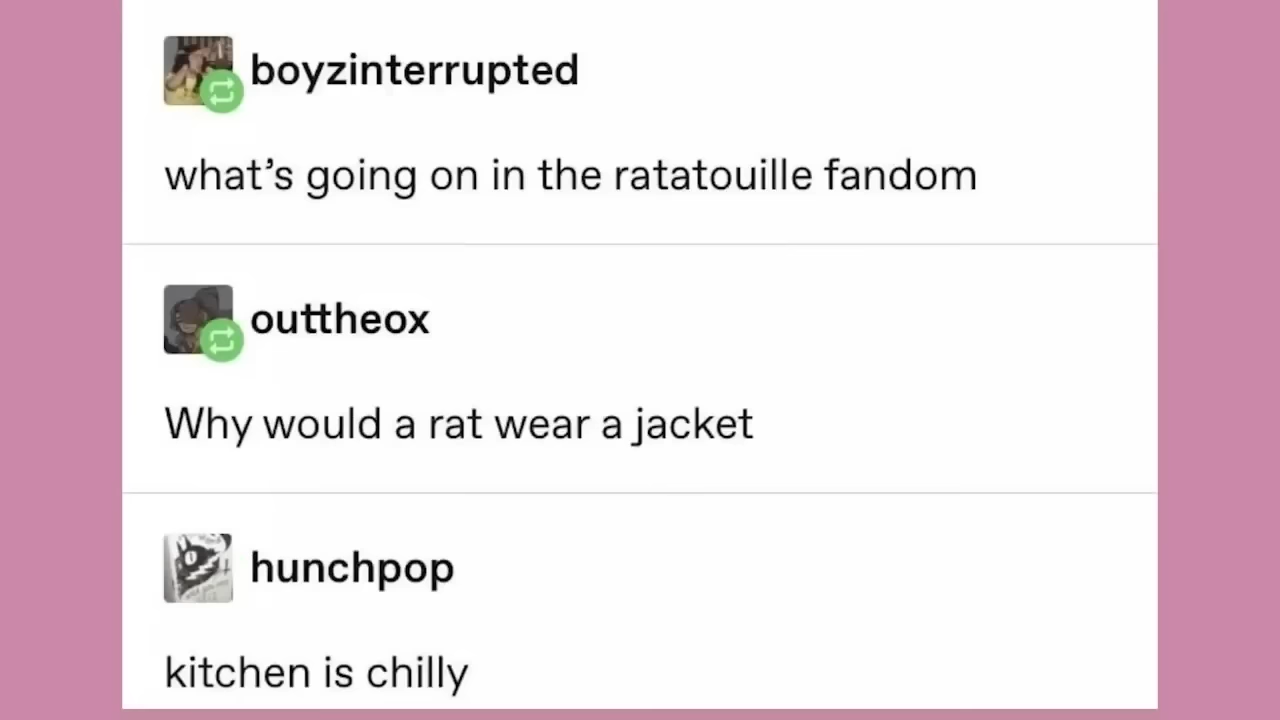 boyzinterrupted
what’s going on in the ratatouille fandom
outtheox
Why would a rat wear a jacket
hunchpop
kitchen is chilly